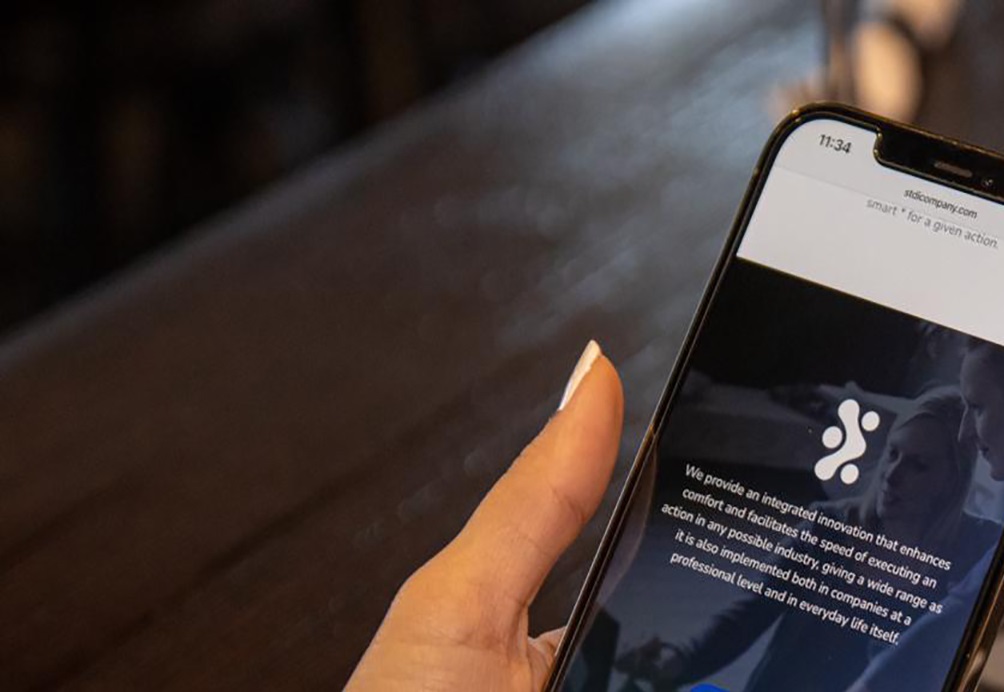 11:34
stdicompany.com
smart * for a given action.
We provide an integrated innovation that enhances
comfort and facilitates the speed of executing an
action in any possible industry, giving a wide range as
it is also implemented both in companies at a
professional level and in everyday life itself.